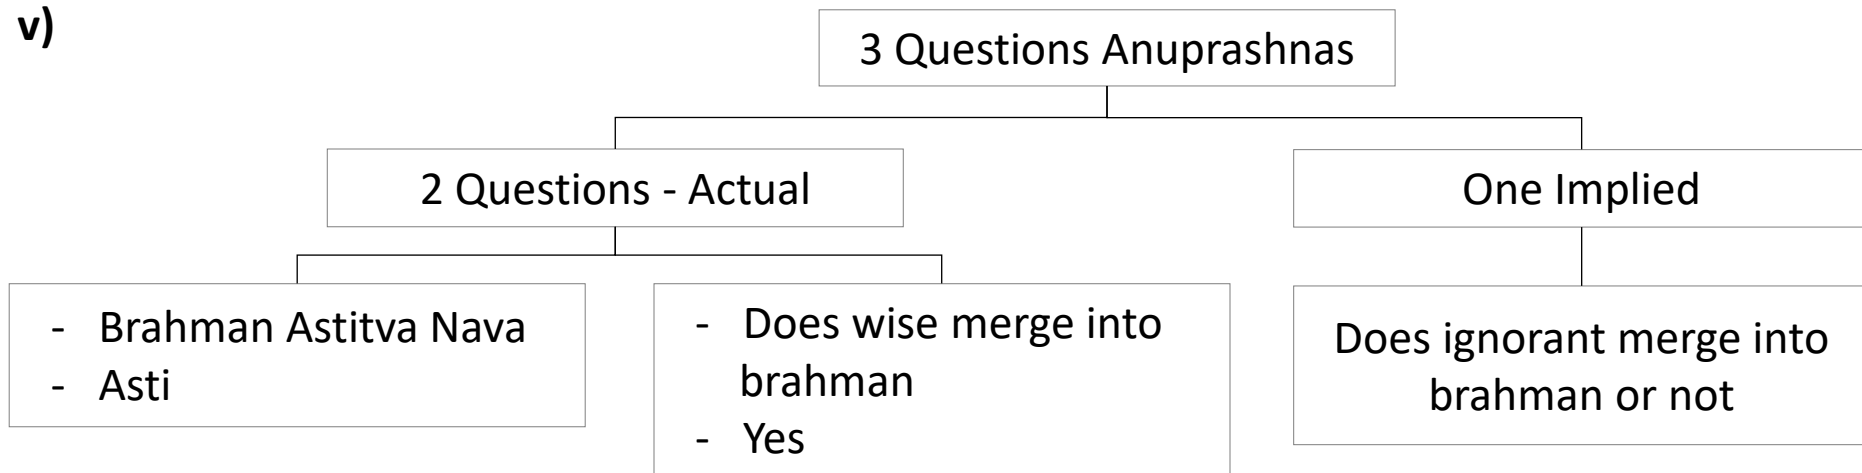 v)
3 Questions Anuprashnas
2 Questions - Actual
One Implied
- Brahman Astitva Nava
- Asti
- Does wise merge into
brahman
- Yes
Does ignorant merge into
brahman or not